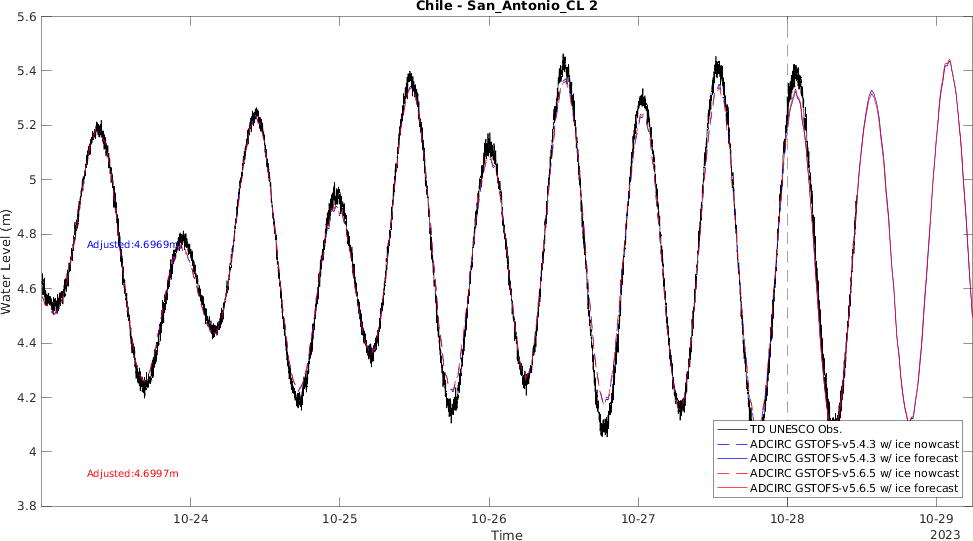 Chile - San_Antonio_CL 2
5.6
5.4
5.2
5
4.8
4.6
4.4
4.2
4
3.8
Water Level (m)
Adjusted:4.6969m
Adjusted:4.6997m
TD UNESCO Obs.
ADCIRC GSTOFS-v5.4.3 w/ ice nowcast
ADCIRC GSTOFS-v5.4.3 w/ ice forecast
ADCIRC GSTOFS-v5.6.5 w/ ice nowcast
ADCIRC GSTOFS-v5.6.5 w/ ice forecast
10-24
10-25
10-26
10-27
10-28
10-29
2023
Time